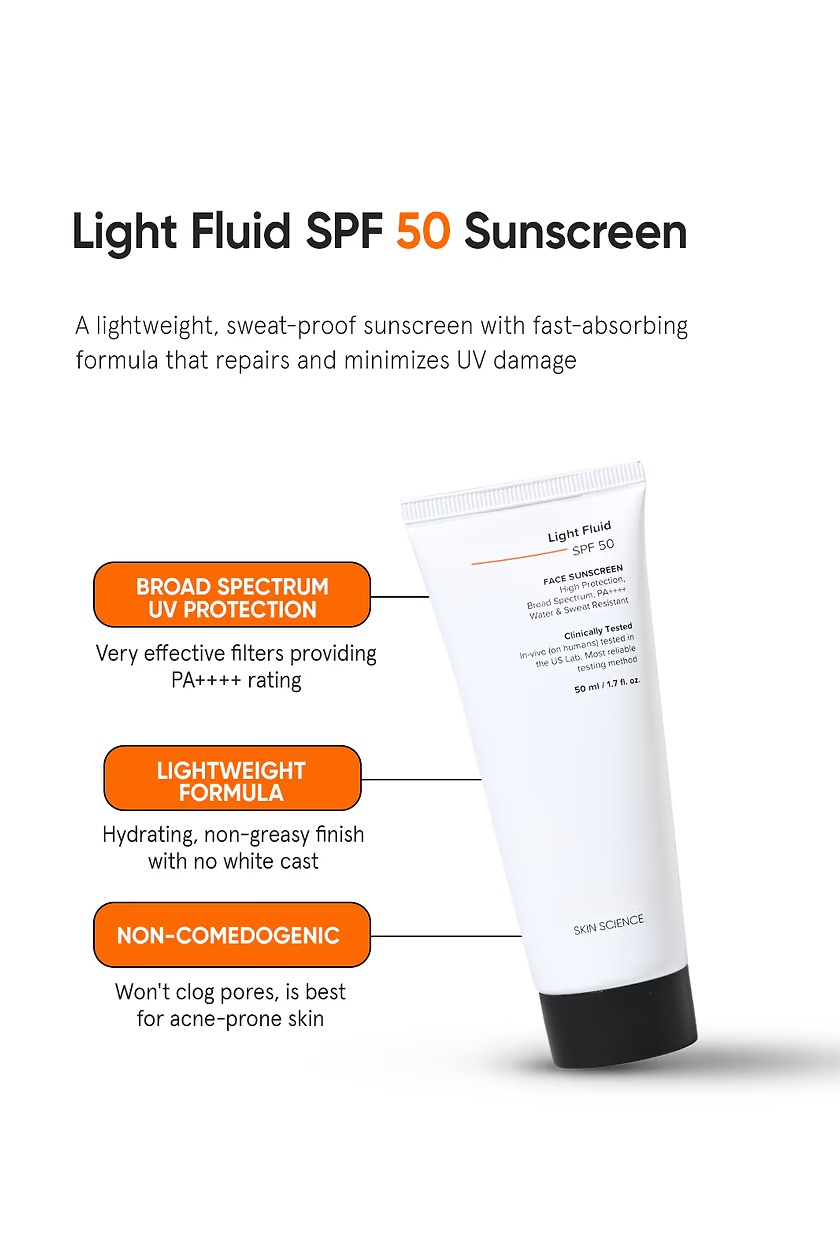 Light Fluid SPF 50 Sunscreen
A lightweight, sweat-proof sunscreen with fast-absorbing
formula that repairs and minimizes UV damage
Light Fluid
SPF 50
FACE SUNSCREEN
High Protection,
Broad Spectrum, PA++++
Water & Sweat Resistant
Clinically Tested
In-vivo (on humans) tested in
the US Lab. Most reliable
testing method
50 ml / 1.7 fl. oz.
BROAD SPECTRUM
UV PROTECTION
Very effective filters providing
PA++++ rating
LIGHTWEIGHT
FORMULA
Hydrating, non-greasy finish
with no white cast
NON-COMEDOGENIC
Won't clog pores, is best
for acne-prone skin
SKIN SCIENCE